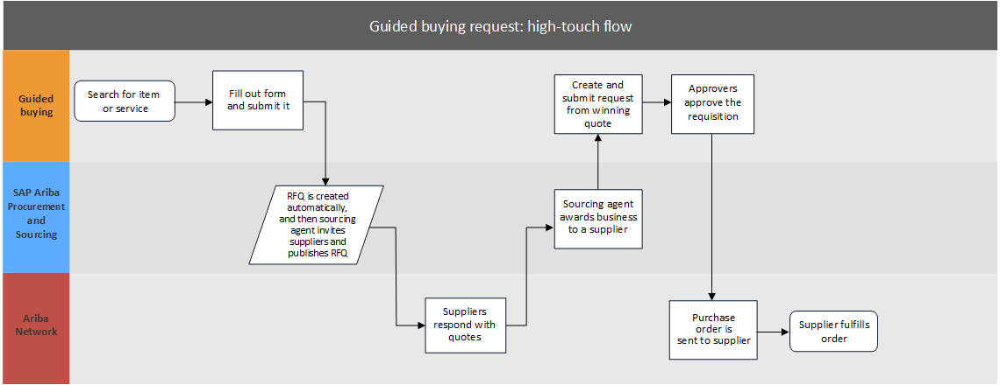 Guided buying request: high-touch flow
Guided
buying
Search for item
or service
Fill out form
and submit it
Create and
submit request
from winning
quote
Approvers
approve the
requisition
SAP Ariba
Procurement
and
Sourcing
RFQ is created
automatically,
and then sourcing
agent invites
suppliers and
publishes RFQ
Sourcing agent
awards business
to a supplier
Ariba
Network
Suppliers
respond with
quotes
Purchase
order is
sent to supplier
Supplier fulfills
order